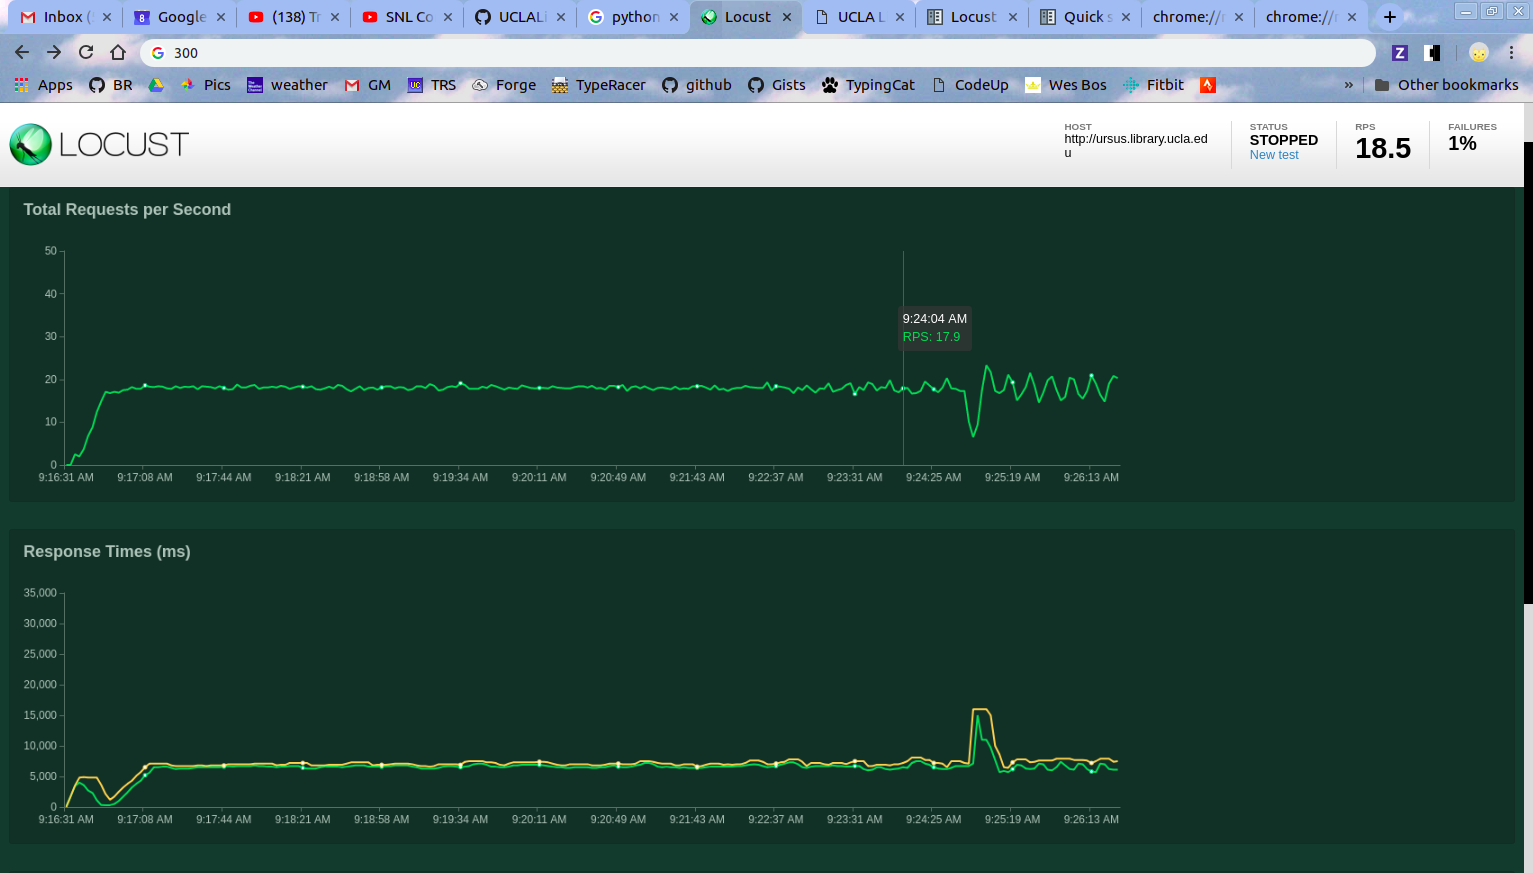 Inbox (
Google
(138) Tr
SNL Co
UCLALi
python
Locust
UCLA L
Locust
Quick s
chrome://r
chrome://r
300
Apps BR Pics weather GM TRS Forge TypeRacer github Gists TypingCat CodeUp Wes Bos Fitbit » Other bookmarks
LOCUST
HOST
http://ursus.library.ucla.ed
u
STATUS
STOPPED
New test
RPS
18.5
FAILURES
1%
Total Requests per Second
50
40
30
20
10
0
9:24:04 AM
RPS: 17.9
9:16:31 AM 9:17:08 AM 9:17:44 AM 9:18:21 AM 9:18:58 AM 9:19:34 AM 9:20:11 AM 9:20:49 AM 9:21:43 AM 9:22:37 AM 9:23:31 AM 9:24:25 AM 9:25:19 AM 9:26:13 AM
Response Times (ms)
35,000
30,000
25,000
20,000
15,000
10,000
5,000
0
9:16:31 AM 9:17:08 AM 9:17:44 AM 9:18:21 AM 9:18:58 AM 9:19:34 AM 9:20:11 AM 9:20:49 AM 9:21:43 AM 9:22:37 AM 9:23:31 AM 9:24:25 AM 9:25:19 AM 9:26:13 AM